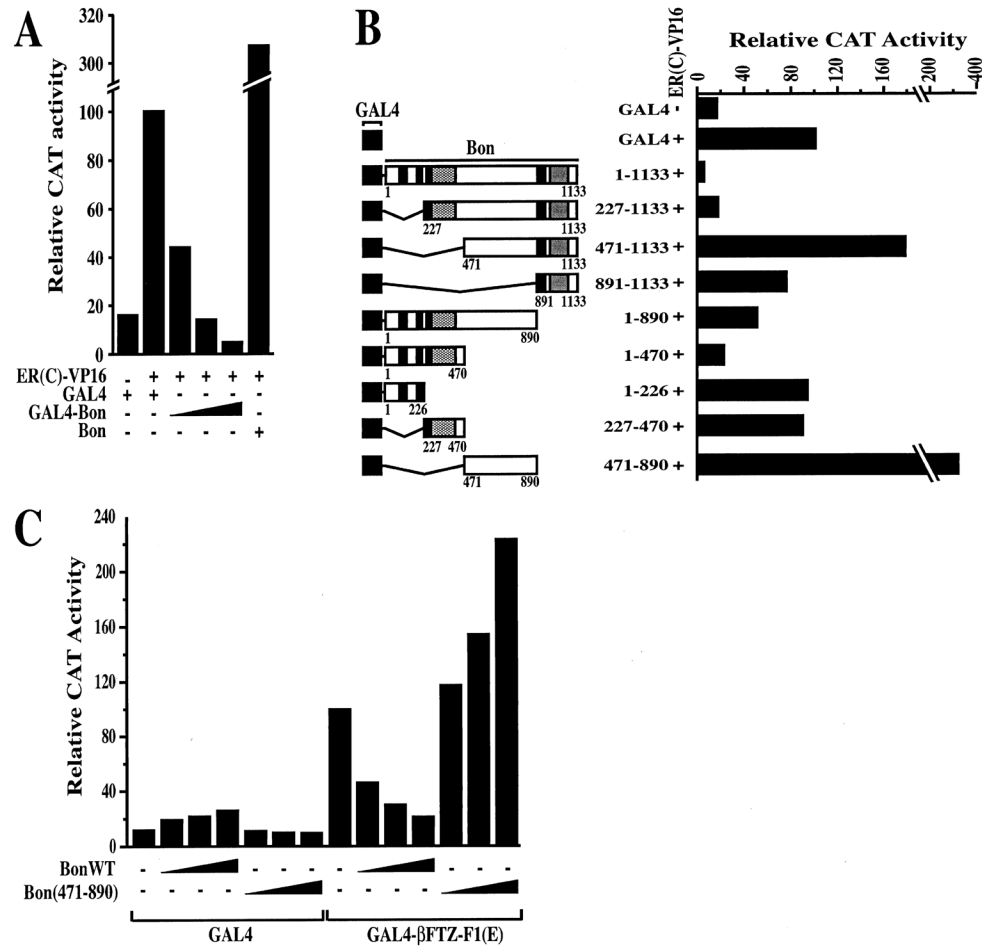 A
Relative CAT activity
320
300
100
80
60
40
20
0
ER(C)-VP16 - + + + + +
GAL4 + + - - - -
GAL4-Bon - - -
Bon - - - - - +
B
ER(C)-VP16
Relative CAT Activity
0 40 80 120 160 200 400
GAL4
Bon
1 1133
227 1133
471 1133
891 1133
1 890
1 470
1 226
227 470
471 890
GAL4 -
GAL4 +
1-1133 +
227-1133 +
471-1133 +
891-1133 +
1-890 +
1-470 +
1-226 +
227-470 +
471-890 +
C
Relative CAT Activity
240
200
160
120
80
40
0
BonWT - - - - - - - -
Bon(471-890) - - - - - - - -
GAL4 GAL4-βFTZ-F1(E)